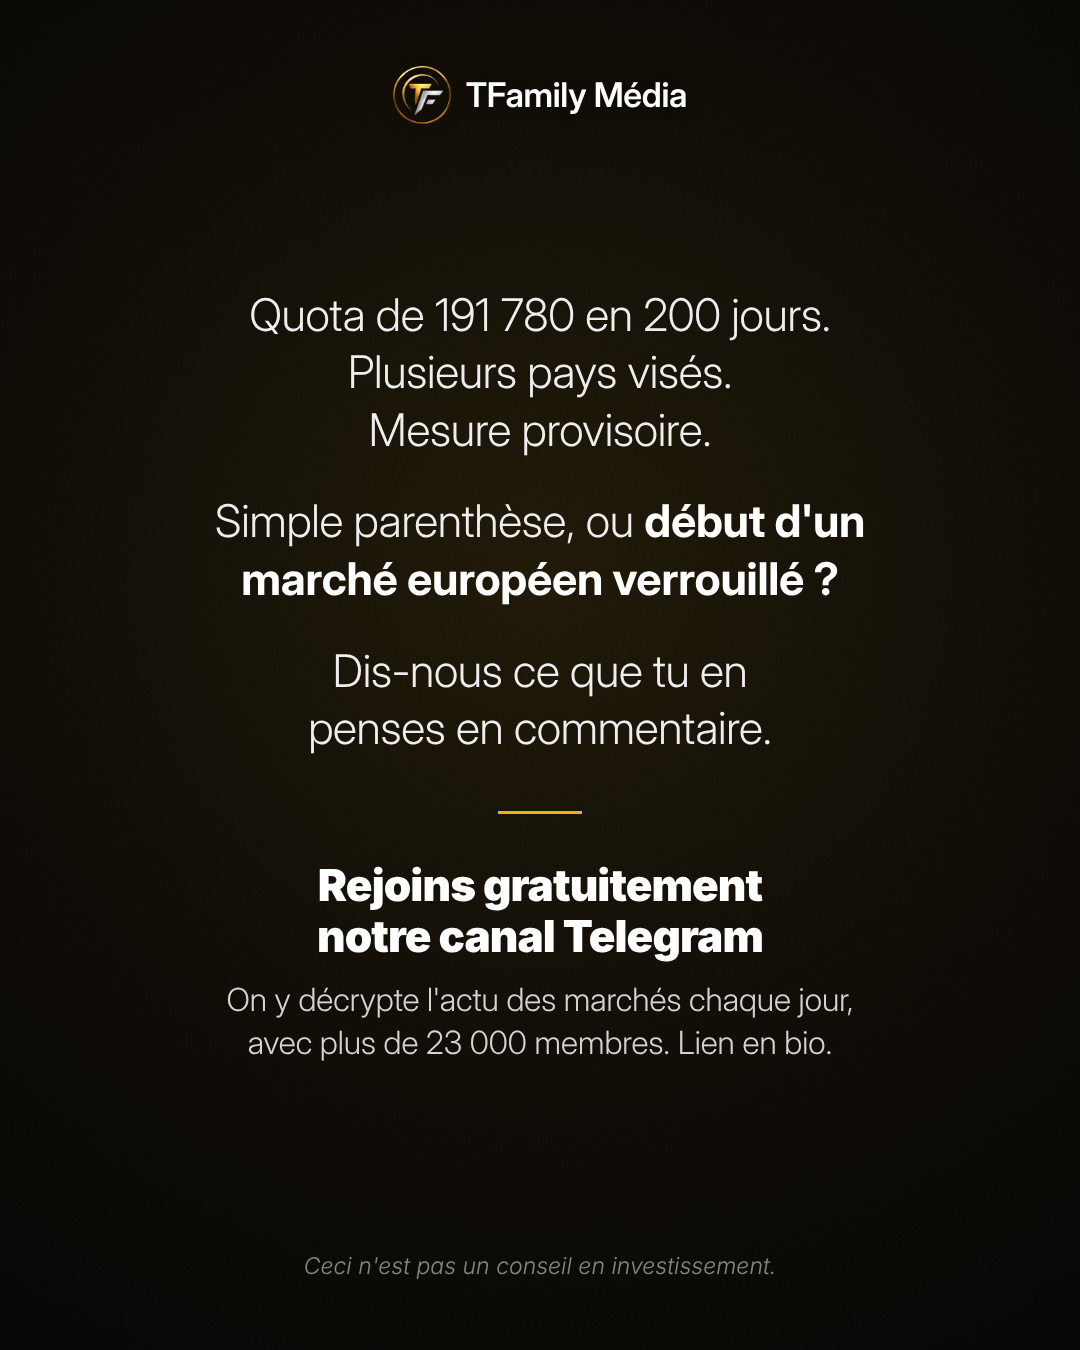 TF TFamily Média
Quota de 191 780 en 200 jours.
Plusieurs pays visés.
Mesure provisoire.
Simple parenthèse, ou début d'un
marché européen verrouillé ?
Dis-nous ce que tu en
penses en commentaire.
Rejoins gratuitement
notre canal Telegram
On y décrypte l'actu des marchés chaque jour,
avec plus de 23 000 membres. Lien en bio.
Ceci n'est pas un conseil en investissement.